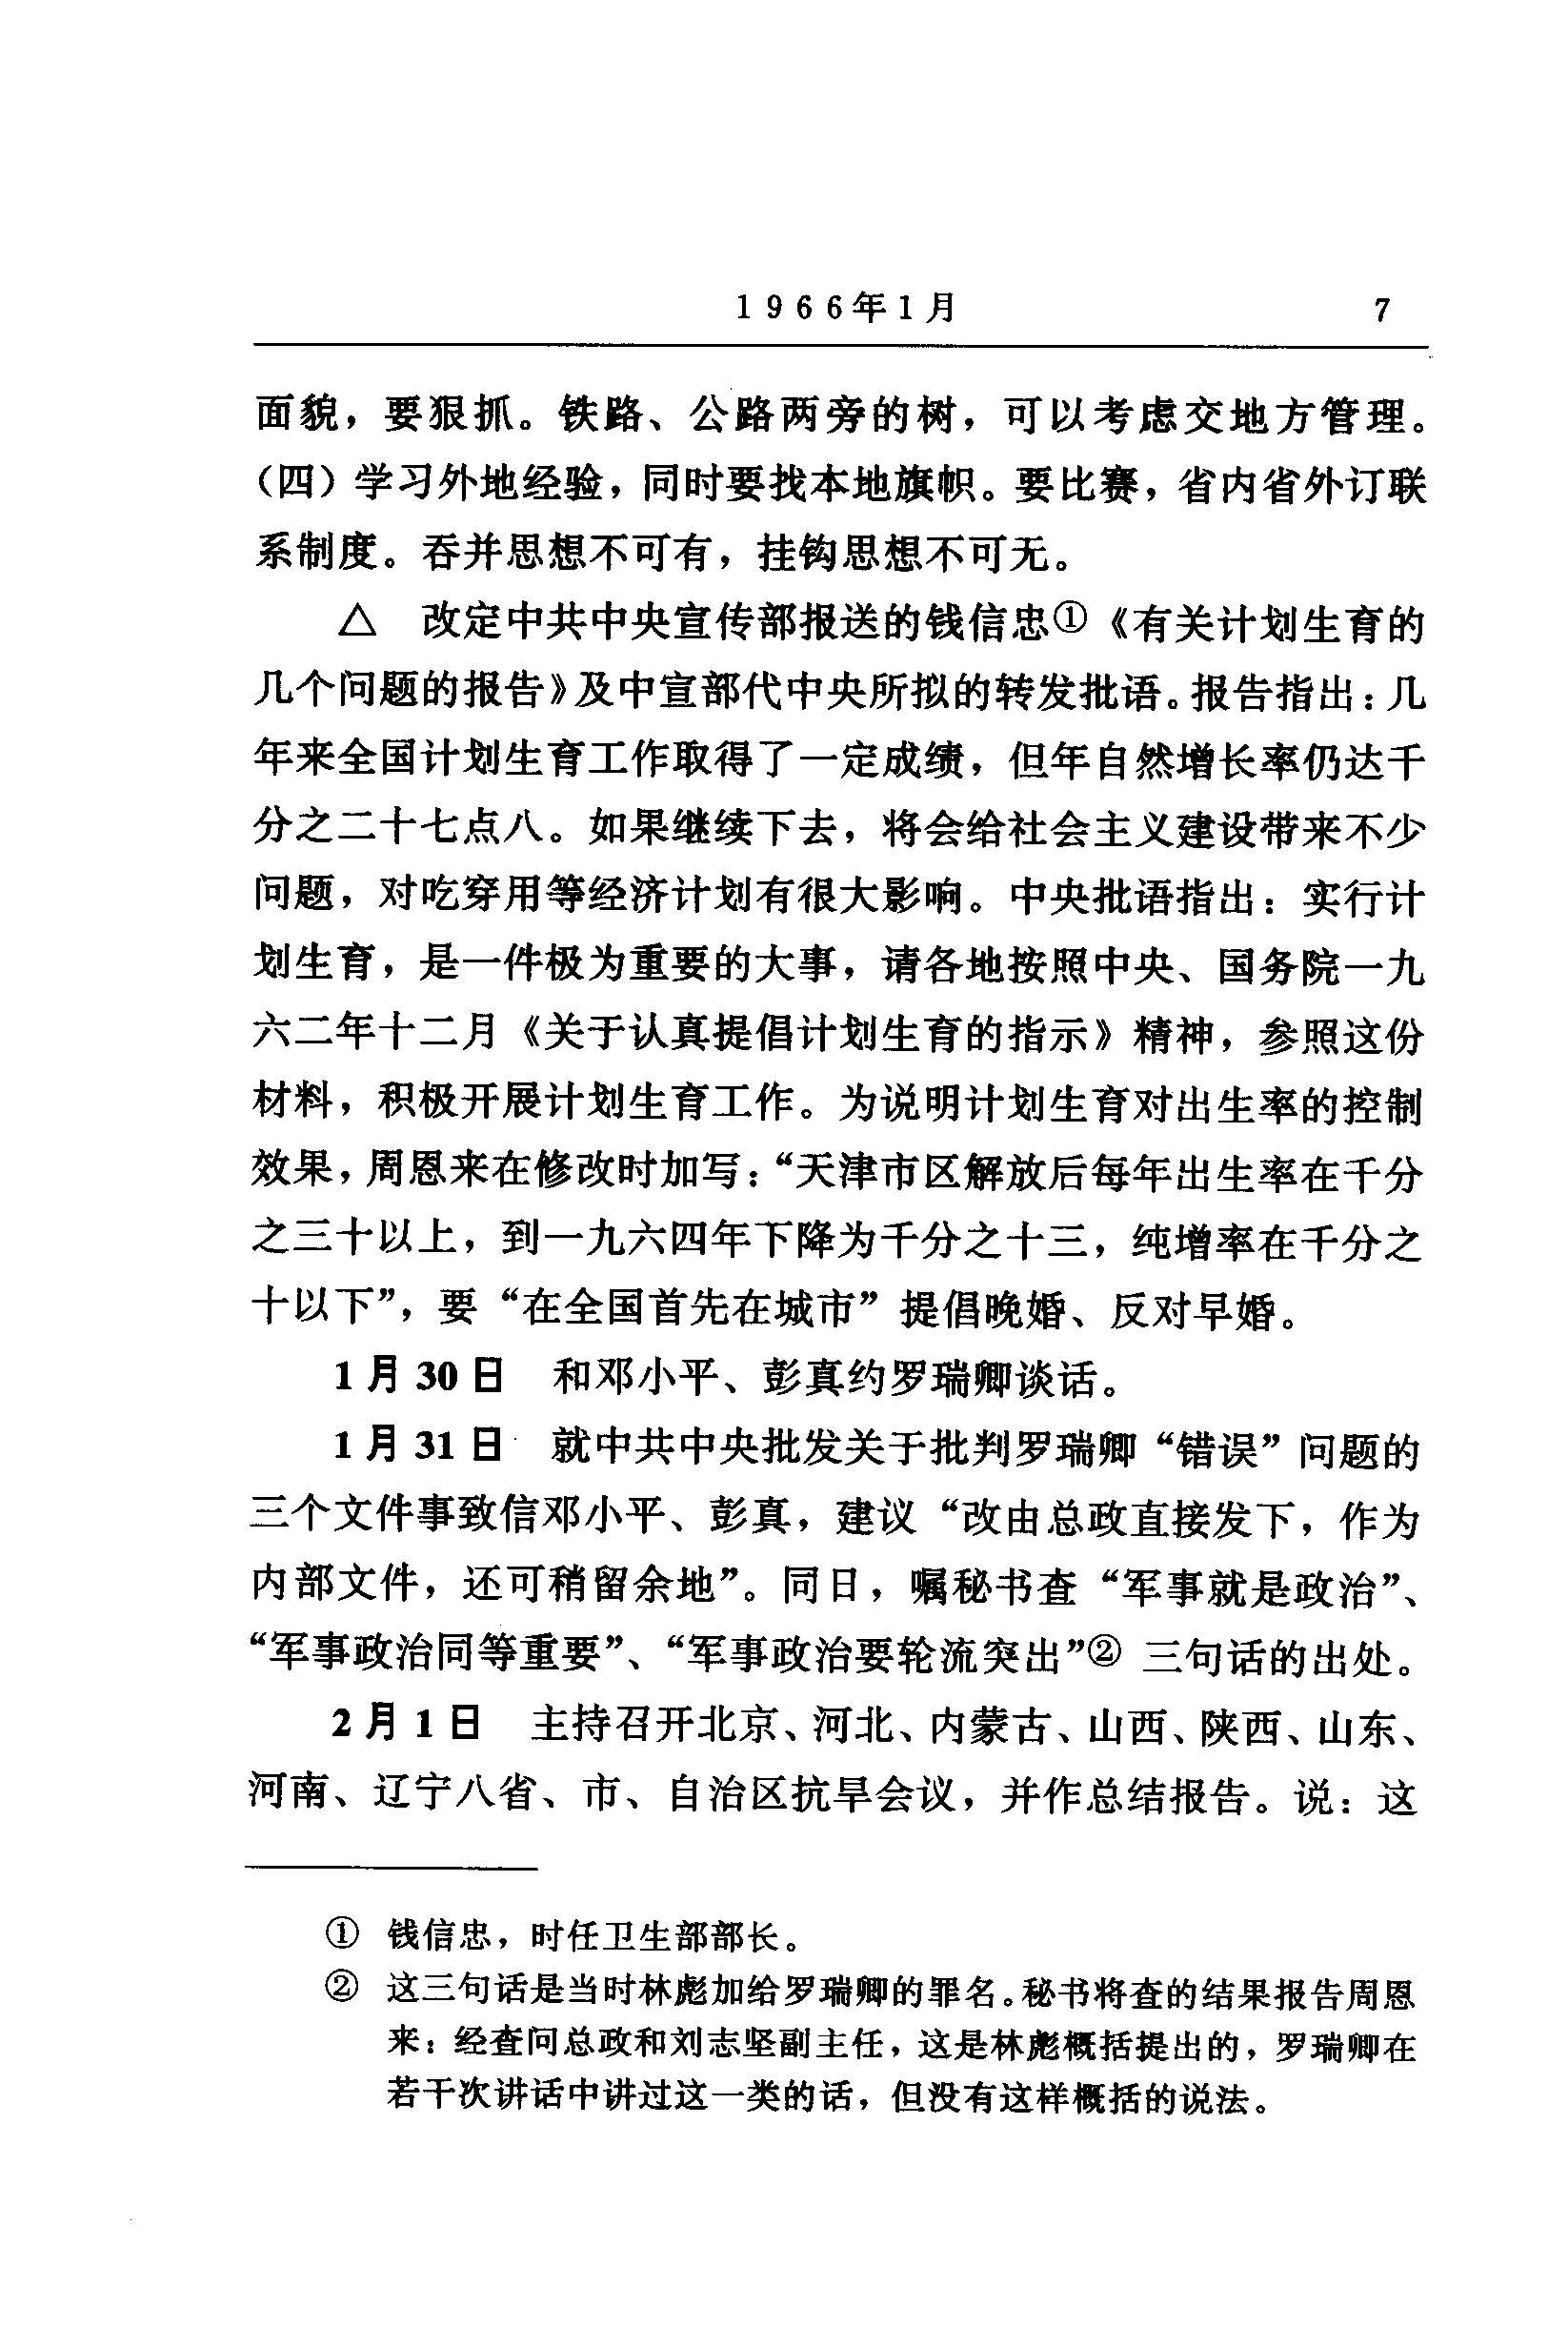 1966年1月 7
面貌，要狠抓。铁路、公路两旁的树，可以考虑交地方管理。
（四）学习外地经验，同时要找本地旗帜。要比赛，省内省外订联
系制度。吞并思想不可有，挂钩思想不可无。
△ 改定中共中央宣传部报送的钱信忠①《有关计划生育的
几个问题的报告》及中宣部代中央所拟的转发批语。报告指出：几
年来全国计划生育工作取得了一定成绩，但年自然增长率仍达千
分之二十七点八。如果继续下去，将会给社会主义建设带来不少
问题，对吃穿用等经济计划有很大影响。中央批语指出：实行计
划生育，是一件极为重要的大事，请各地按照中央、国务院一九
六二年十二月《关于认真提倡计划生育的指示》精神，参照这份
材料，积极开展计划生育工作。为说明计划生育对出生率的控制
效果，周恩来在修改时加写：“天津市区解放后每年出生率在千分
之三十以上，到一九六四年下降为千分之十三，纯增率在千分之
十以下”，要“在全国首先在城市”提倡晚婚、反对早婚。
1月30日 和邓小平、彭真约罗瑞卿谈话。
1月31日 就中共中央批发关于批判罗瑞卿“错误”问题的
三个文件事致信邓小平、彭真，建议“改由总政直接发下，作为
内部文件，还可稍留余地”。同日，嘱秘书查“军事就是政治”、
“军事政治同等重要”、“军事政治要轮流突出”② 三句话的出处。
2月1日 主持召开北京、河北、内蒙古、山西、陕西、山东、
河南、辽宁八省、市、自治区抗旱会议，并作总结报告。说：这
① 钱信忠，时任卫生部部长。
② 这三句话是当时林彪加给罗瑞卿的罪名。秘书将查的结果报告周恩
来：经查问总政和刘志坚副主任，这是林彪概括提出的，罗瑞卿在
若干次讲话中讲过这一类的话，但没有这样概括的说法。